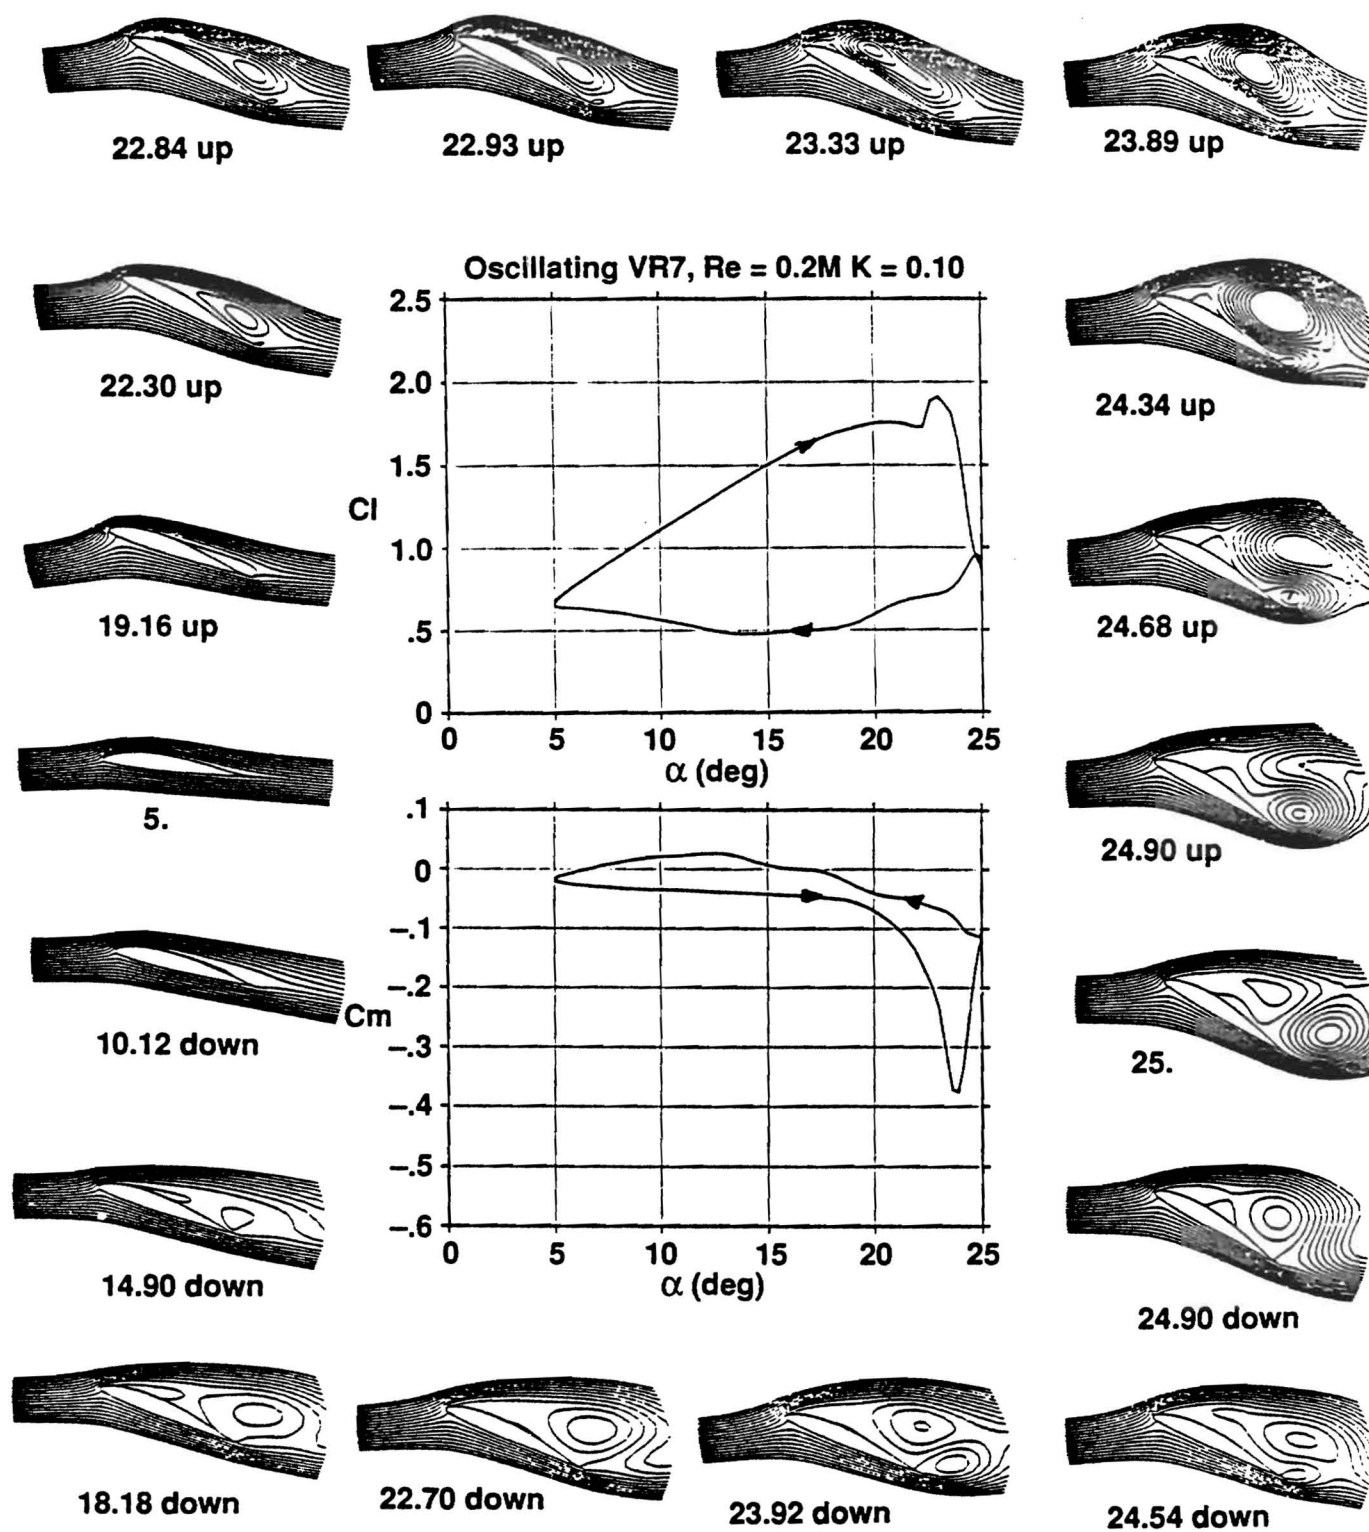 22.84 up
22.93 up
23.33 up
23.89 up
Oscillating VR7, Re = 0.2M K = 0.10
22.30 up
24.34 up
19.16 up
24.68 up
5.
24.90 up
10.12 down
25.
14.90 down
24.90 down
18.18 down
22.70 down
23.92 down
24.54 down
2.5
2.0
1.5
Cl
1.0
.5
0
0 5 10 15 20 25
α (deg)
.1
0
–.1
–.2
Cm
–.3
–.4
–.5
–.6
0 5 10 15 20 25
α (deg)